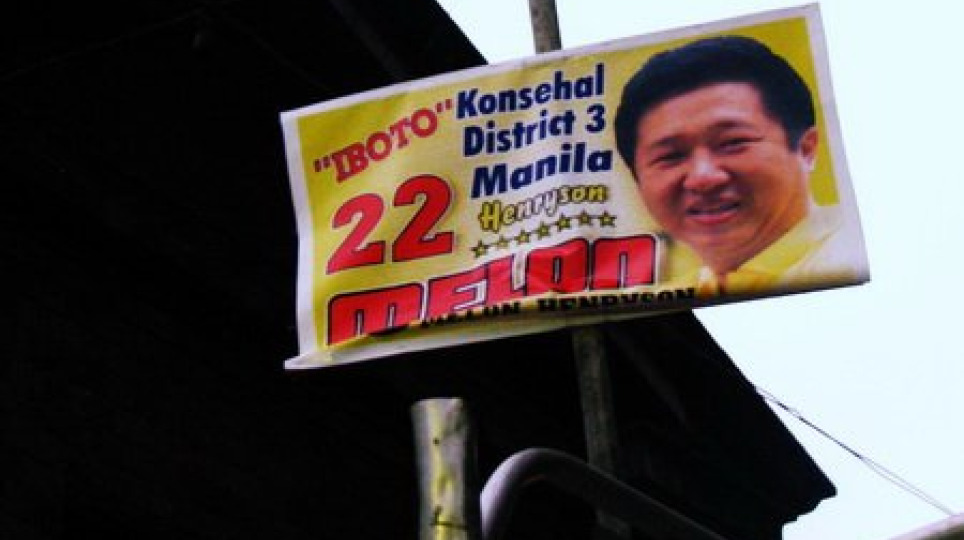 "IBOTO"
Konsehal
District 3
Manila
22
Henryson
MELON
MELON, HENRYSON